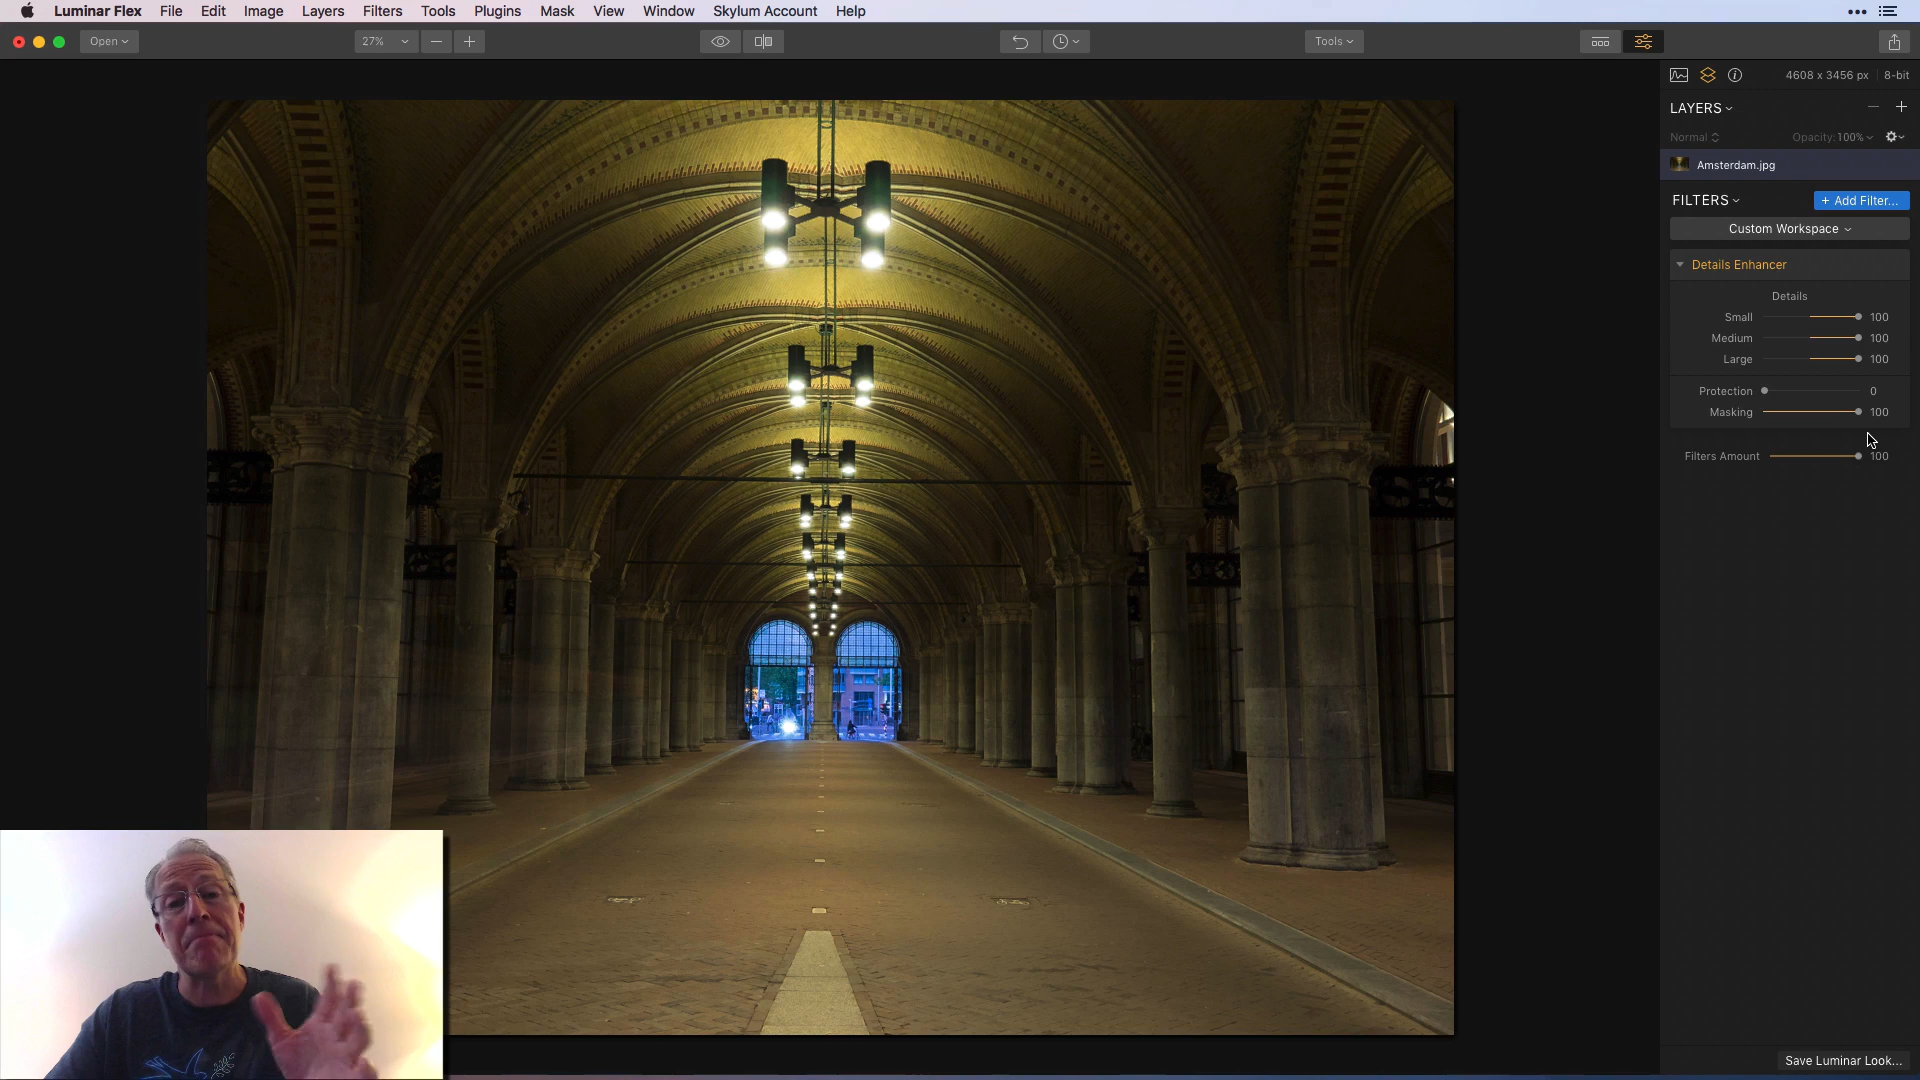 Luminar Flex File Edit Image Layers Filters Tools Plugins Mask View Window Skylum Account Help
Open 27% Tools
4608 x 3456 px 8-bit
LAYERS
Normal Opacity: 100%
Amsterdam.jpg
FILTERS + Add Filter...
Custom Workspace
Details Enhancer
Details
Small 100
Medium 100
Large 100
Protection 0
Masking 100
Filters Amount 100
Save Luminar Look...